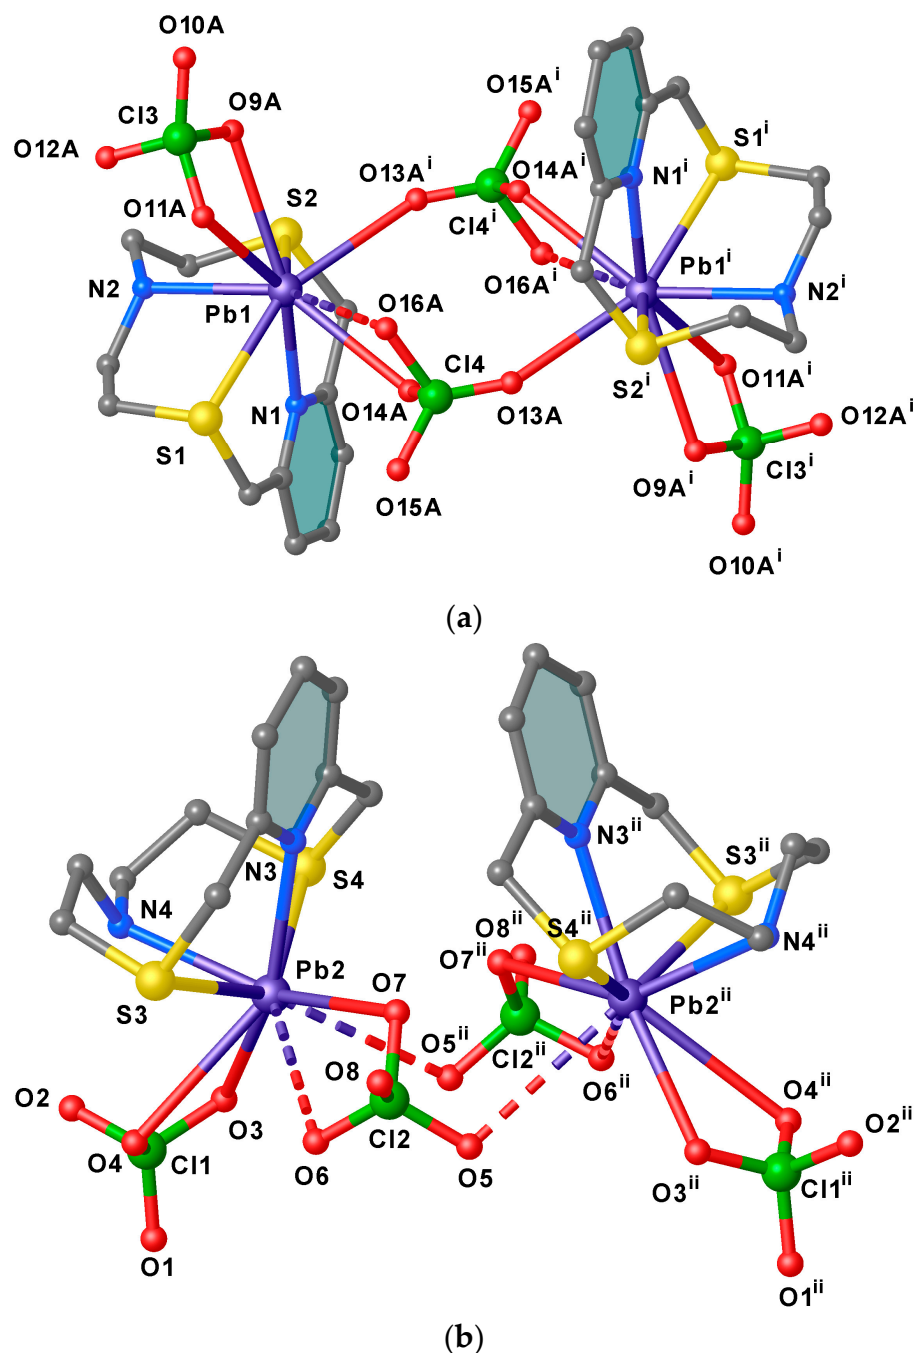 O10A
Cl3 O9A
O12A
O11A S2
N2
Pb1
S1 N1
O16A
O14A Cl4 O13A
O15A
O15Aⁱ
O13Aⁱ O14Aⁱ
Cl4ⁱ
O16Aⁱ
S1ⁱ
N1ⁱ
Pb1ⁱ
N2ⁱ
S2ⁱ O11Aⁱ
O12Aⁱ
O9Aⁱ Cl3ⁱ
O10Aⁱ
(a)
N3 S4
N4
Pb2 O7
S3
O2 O8
O4 Cl1 O3
O6 Cl2 O5
O1
N3ⁱⁱ
S3ⁱⁱ
O8ⁱⁱ S4ⁱⁱ
O7ⁱⁱ N4ⁱⁱ
Pb2ⁱⁱ
O5ⁱⁱ Cl2ⁱⁱ
O6ⁱⁱ O4ⁱⁱ
O2ⁱⁱ
O3ⁱⁱ Cl1ⁱⁱ
O1ⁱⁱ
(b)